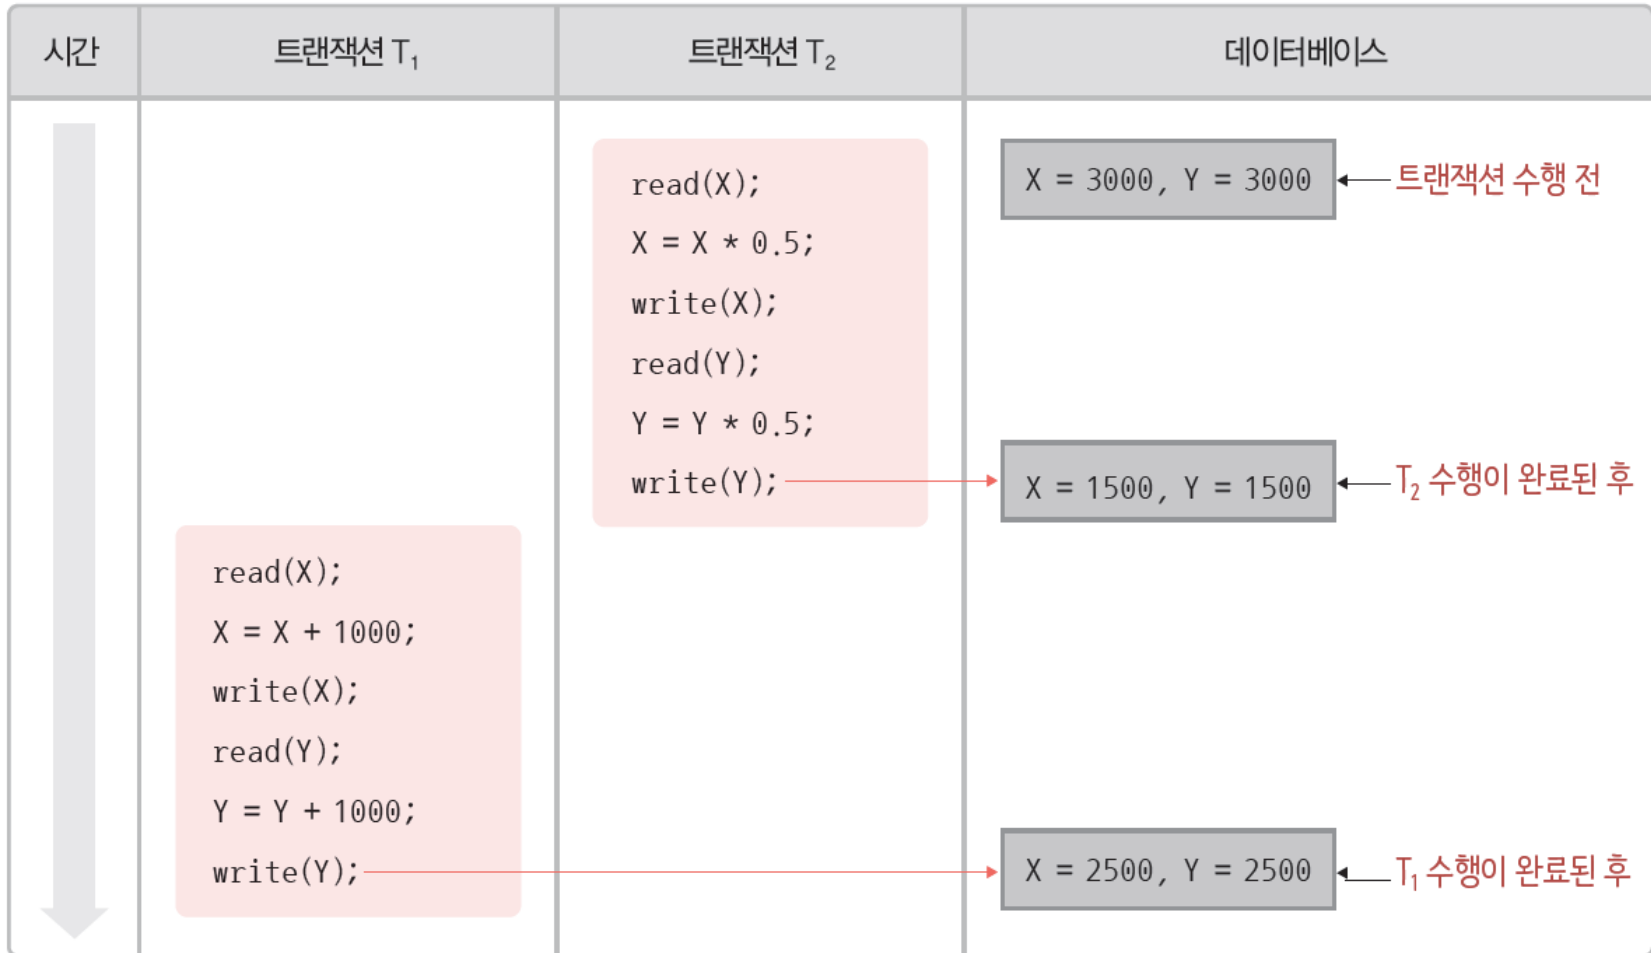 시간 트랜잭션 T₁ 트랜잭션 T₂ 데이터베이스
read(X); X = 3000, Y = 3000 트랜잭션 수행 전
X = X * 0.5;
write(X);
read(Y);
Y = Y * 0.5;
write(Y); X = 1500, Y = 1500 T₂ 수행이 완료된 후
read(X);
X = X + 1000;
write(X);
read(Y);
Y = Y + 1000;
write(Y); X = 2500, Y = 2500 T₁ 수행이 완료된 후